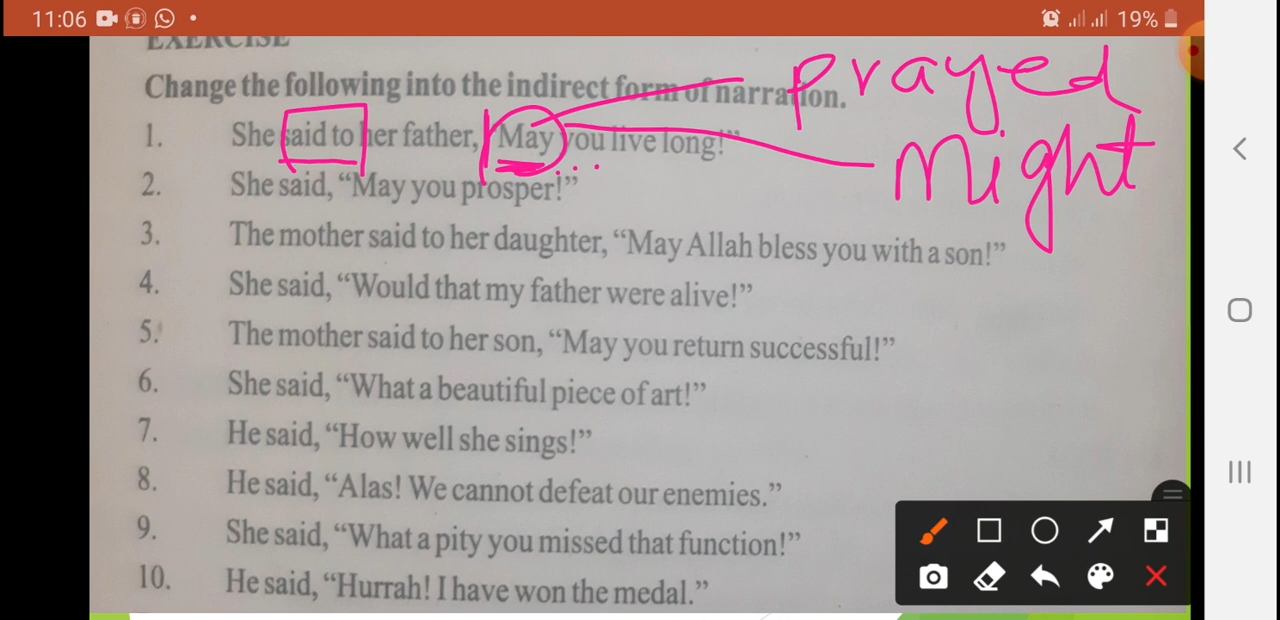 11:06
19%
EXERCISE
Change the following into the indirect form of narration.
prayed
might
1. She said to her father, "May you live long!"
2. She said, “May you prosper!”
3. The mother said to her daughter, “May Allah bless you with a son!”
4. She said, “Would that my father were alive!”
5. The mother said to her son, “May you return successful!”
6. She said, “What a beautiful piece of art!”
7. He said, “How well she sings!”
8. He said, “Alas! We cannot defeat our enemies.”
9. She said, “What a pity you missed that function!”
10. He said, “Hurrah! I have won the medal.”